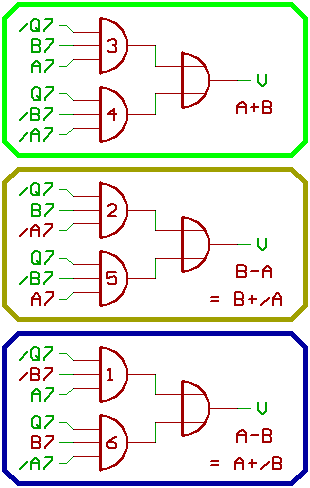 /Q7
B7 3
A7
V
Q7
/B7 4 A+B
/A7
/Q7
B7 2
/A7
V
Q7
/B7 5 B-A
A7 = B+/A
/Q7
/B7 1
A7
V
Q7
B7 6 A-B
/A7 = A+/B